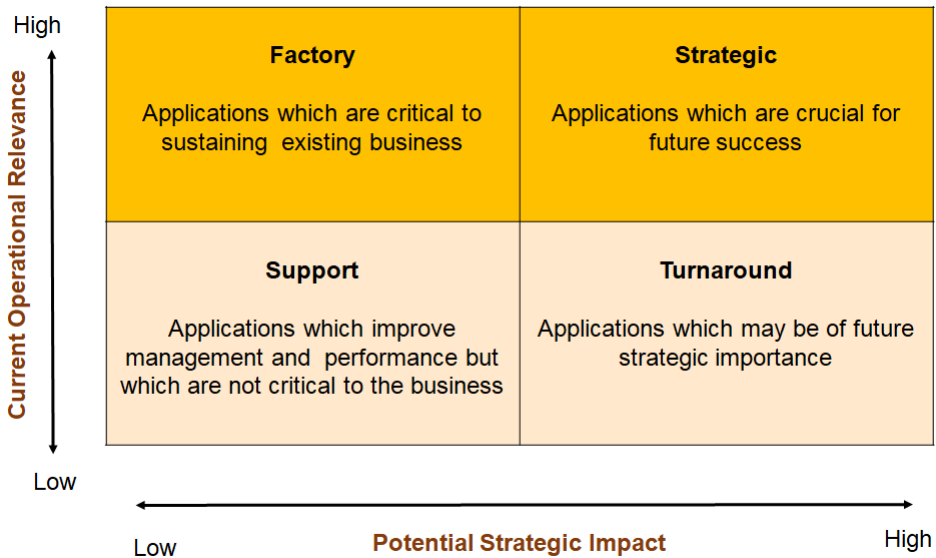 High
Factory
Applications which are critical to
sustaining existing business
Strategic
Applications which are crucial for
future success
Current Operational Relevance
Support
Applications which improve
management and performance but
which are not critical to the business
Turnaround
Applications which may be of future
strategic importance
Low
Low
Potential Strategic Impact
High